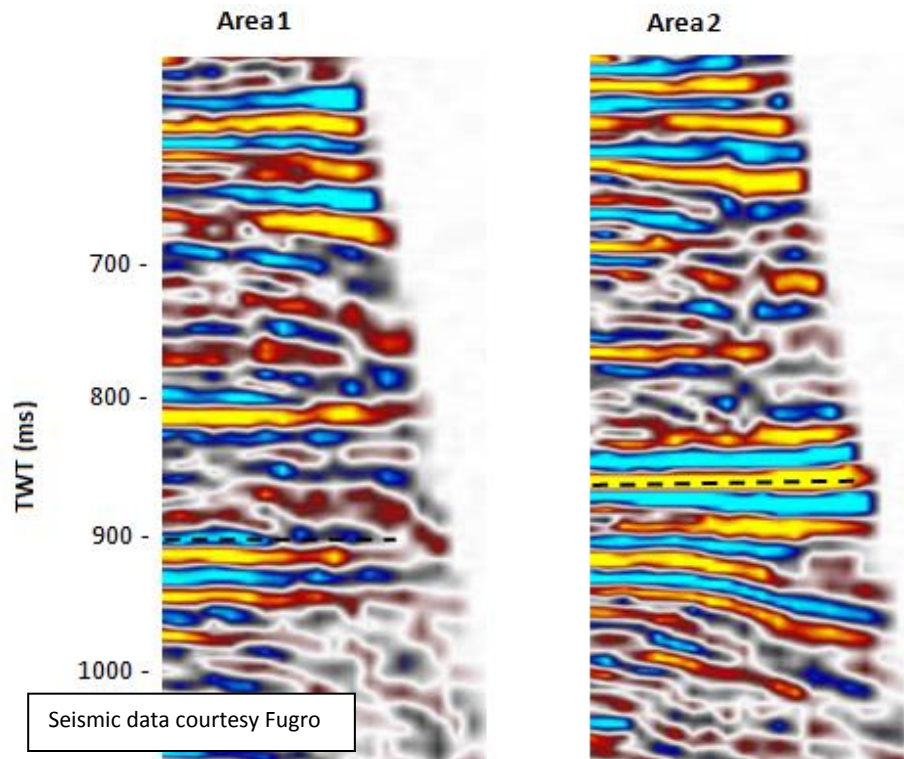 Area1
Area2
TWT (ms)
700 -
800 -
900 -
1000 -
Seismic data courtesy Fugro